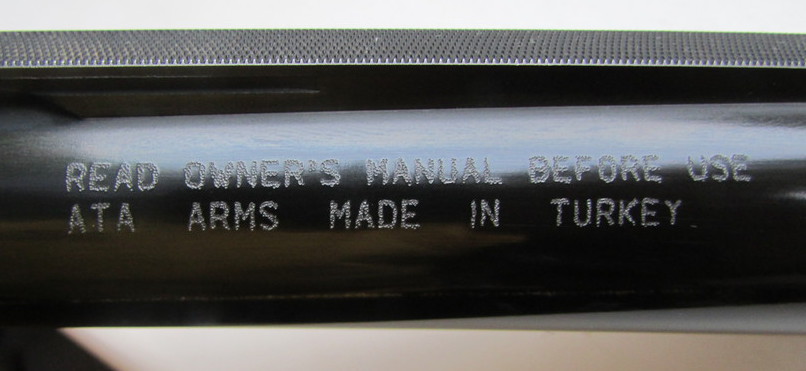 READ OWNER'S MANUAL BEFORE USE
ATA ARMS MADE IN TURKEY